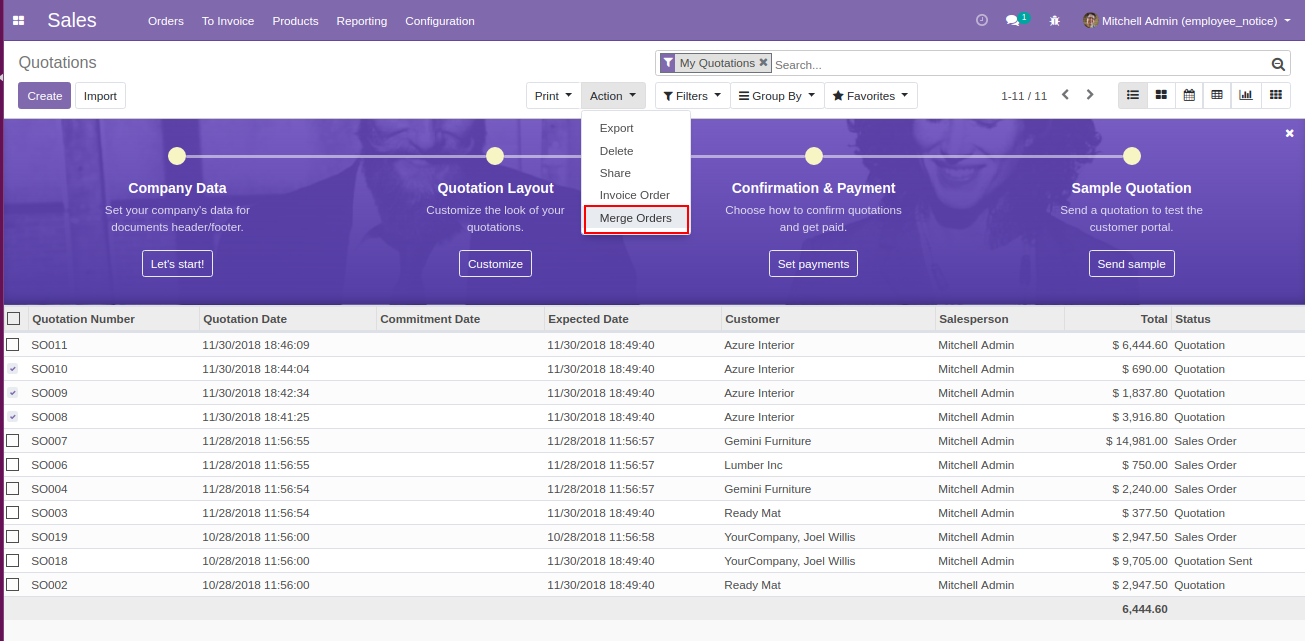 Sales Orders To Invoice Products Reporting Configuration 1 Mitchell Admin (employee_notice)
Quotations My Quotations Search...
Create Import Print Action Filters Group By Favorites 1-11 / 11
Export
Delete
Share
Invoice Order
Merge Orders
Company Data
Set your company's data for
documents header/footer.
Let's start!
Quotation Layout
Customize the look of your
quotations.
Customize
Confirmation & Payment
Choose how to confirm quotations
and get paid.
Set payments
Sample Quotation
Send a quotation to test the
customer portal.
Send sample
Quotation Number Quotation Date Commitment Date Expected Date Customer Salesperson Total Status
SO011 11/30/2018 18:46:09 11/30/2018 18:49:40 Azure Interior Mitchell Admin $ 6,444.60 Quotation
SO010 11/30/2018 18:44:04 11/30/2018 18:49:40 Azure Interior Mitchell Admin $ 690.00 Quotation
SO009 11/30/2018 18:42:34 11/30/2018 18:49:40 Azure Interior Mitchell Admin $ 1,837.80 Quotation
SO008 11/30/2018 18:41:25 11/30/2018 18:49:40 Azure Interior Mitchell Admin $ 3,916.80 Quotation
SO007 11/28/2018 11:56:55 11/28/2018 11:56:57 Gemini Furniture Mitchell Admin $ 14,981.00 Sales Order
SO006 11/28/2018 11:56:55 11/28/2018 11:56:57 Lumber Inc Mitchell Admin $ 750.00 Sales Order
SO004 11/28/2018 11:56:54 11/28/2018 11:56:57 Gemini Furniture Mitchell Admin $ 2,240.00 Sales Order
SO003 11/28/2018 11:56:54 11/30/2018 18:49:40 Ready Mat Mitchell Admin $ 377.50 Quotation
SO019 10/28/2018 11:56:00 10/28/2018 11:56:58 YourCompany, Joel Willis Mitchell Admin $ 2,947.50 Sales Order
SO018 10/28/2018 11:56:00 11/30/2018 18:49:40 YourCompany, Joel Willis Mitchell Admin $ 9,705.00 Quotation Sent
SO002 10/28/2018 11:56:00 11/30/2018 18:49:40 Ready Mat Mitchell Admin $ 2,947.50 Quotation
6,444.60